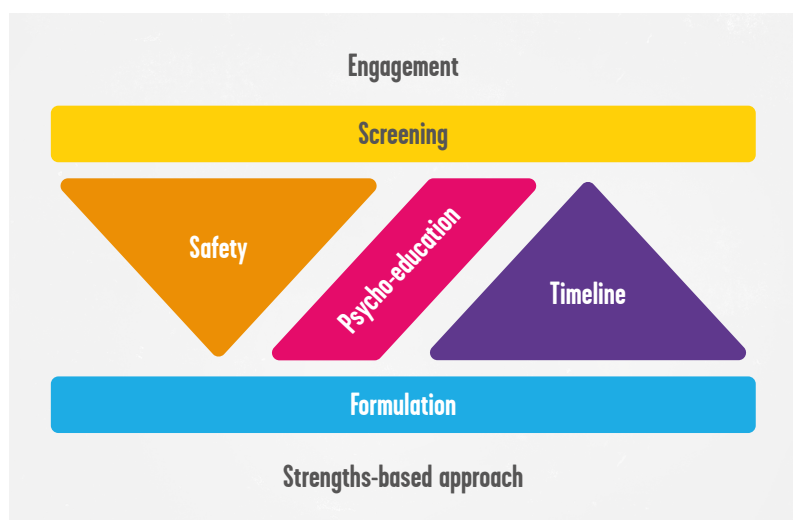 Engagement
Screening
Safety
Psycho-education
Timeline
Formulation
Strengths-based approach